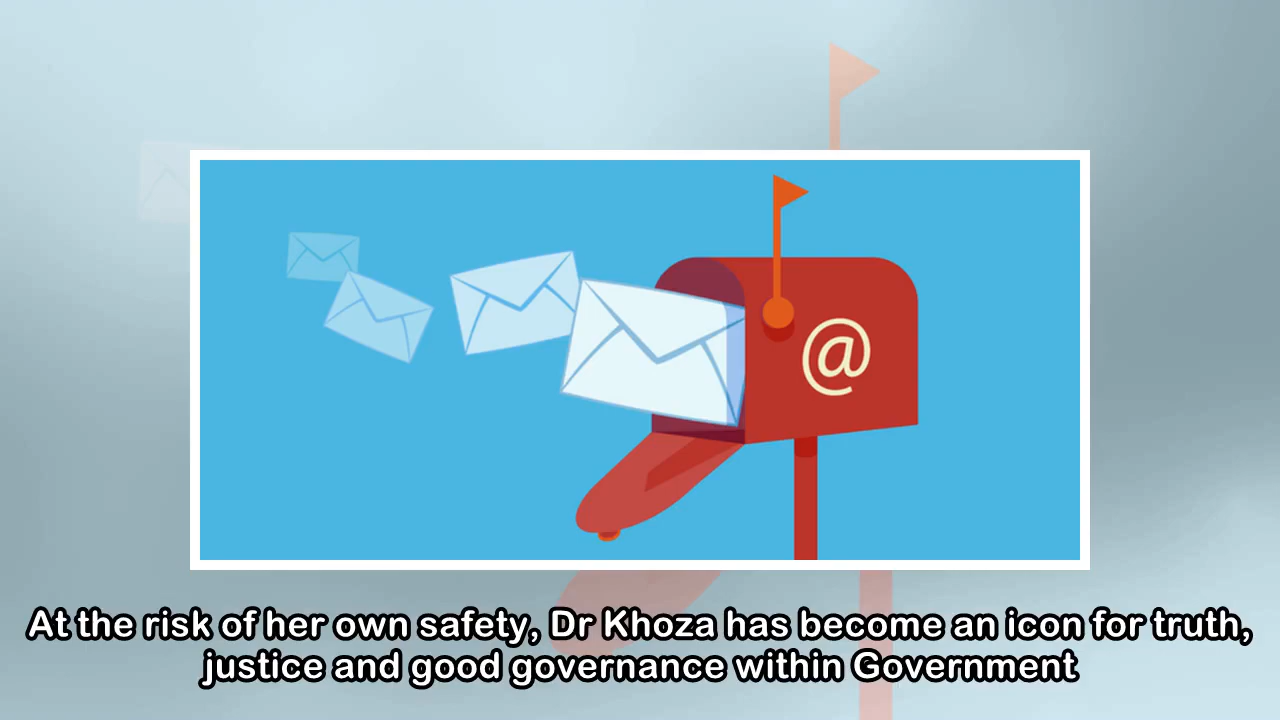 @
At the risk of her own safety, Dr Khoza has become an icon for truth,
justice and good governance within Government